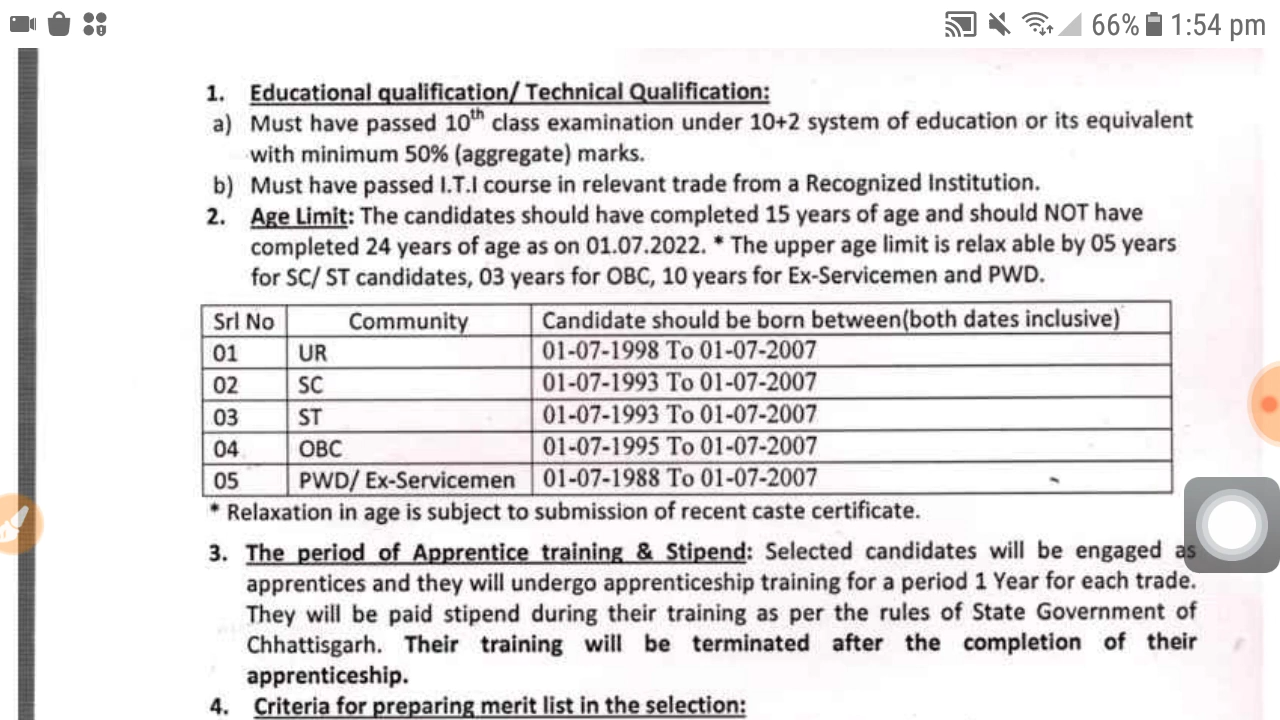 66% 1:54 pm
1. Educational qualification/ Technical Qualification:
a) Must have passed 10th class examination under 10+2 system of education or its equivalent
with minimum 50% (aggregate) marks.
b) Must have passed I.T.I course in relevant trade from a Recognized Institution.
2. Age Limit: The candidates should have completed 15 years of age and should NOT have
completed 24 years of age as on 01.07.2022. * The upper age limit is relax able by 05 years
for SC/ ST candidates, 03 years for OBC, 10 years for Ex-Servicemen and PWD.
Srl No Community Candidate should be born between(both dates inclusive)
01 UR 01-07-1998 To 01-07-2007
02 SC 01-07-1993 To 01-07-2007
03 ST 01-07-1993 To 01-07-2007
04 OBC 01-07-1995 To 01-07-2007
05 PWD/ Ex-Servicemen 01-07-1988 To 01-07-2007
* Relaxation in age is subject to submission of recent caste certificate.
3. The period of Apprentice training & Stipend: Selected candidates will be engaged as
apprentices and they will undergo apprenticeship training for a period 1 Year for each trade.
They will be paid stipend during their training as per the rules of State Government of
Chhattisgarh. Their training will be terminated after the completion of their
apprenticeship.
4. Criteria for preparing merit list in the selection: